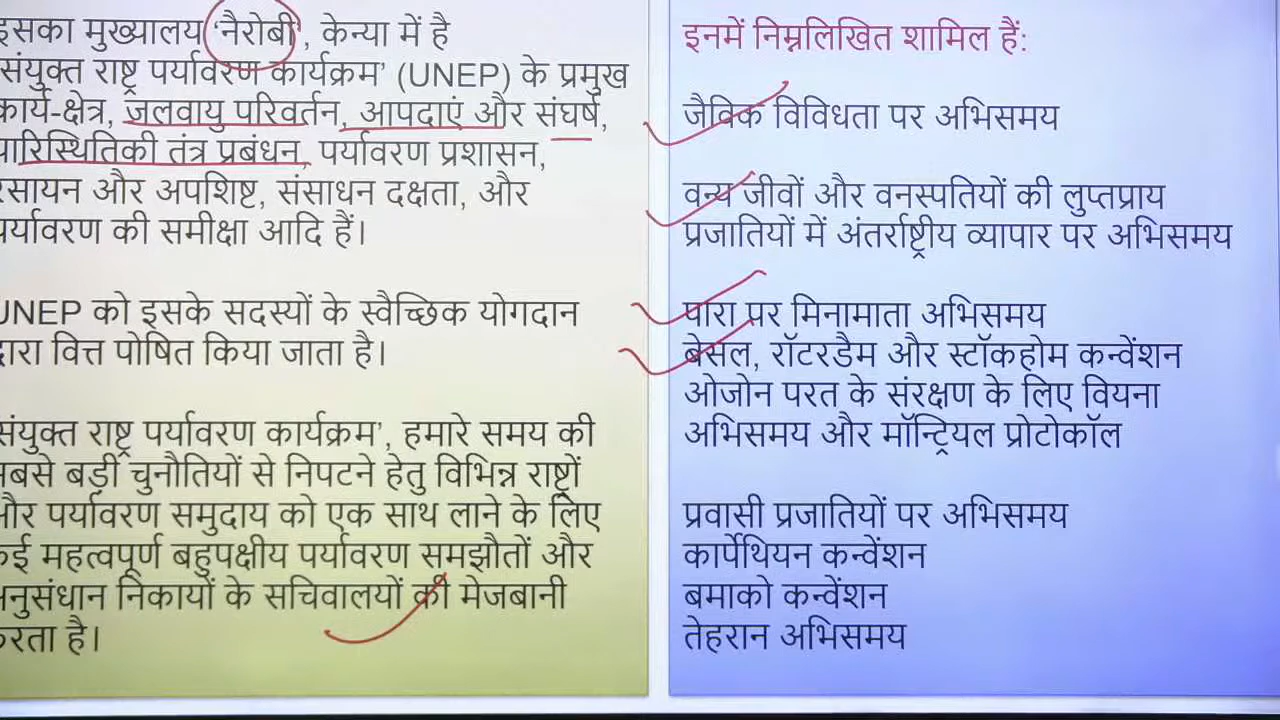 इसका मुख्यालय 'नैरोबी', केन्या में है
संयुक्त राष्ट्र पर्यावरण कार्यक्रम' (UNEP) के प्रमुख
कार्य-क्षेत्र, जलवायु परिवर्तन, आपदाएं और संघर्ष,
पारिस्थितिकी तंत्र प्रबंधन, पर्यावरण प्रशासन,
रसायन और अपशिष्ट, संसाधन दक्षता, और
पर्यावरण की समीक्षा आदि हैं।
UNEP को इसके सदस्यों के स्वैच्छिक योगदान
द्वारा वित्त पोषित किया जाता है।
संयुक्त राष्ट्र पर्यावरण कार्यक्रम', हमारे समय की
सबसे बड़ी चुनौतियों से निपटने हेतु विभिन्न राष्ट्रों
और पर्यावरण समुदाय को एक साथ लाने के लिए
कई महत्वपूर्ण बहुपक्षीय पर्यावरण समझौतों और
अनुसंधान निकायों के सचिवालयों की मेजबानी
करता है।
इनमें निम्नलिखित शामिल हैं:
जैविक विविधता पर अभिसमय
वन्य जीवों और वनस्पतियों की लुप्तप्राय
प्रजातियों में अंतर्राष्ट्रीय व्यापार पर अभिसमय
पारा पर मिनामाता अभिसमय
बेसल, रॉटरडैम और स्टॉकहोम कन्वेंशन
ओजोन परत के संरक्षण के लिए वियना
अभिसमय और मॉन्ट्रियल प्रोटोकॉल
प्रवासी प्रजातियों पर अभिसमय
कार्पेथियन कन्वेंशन
बमाको कन्वेंशन
तेहरान अभिसमय